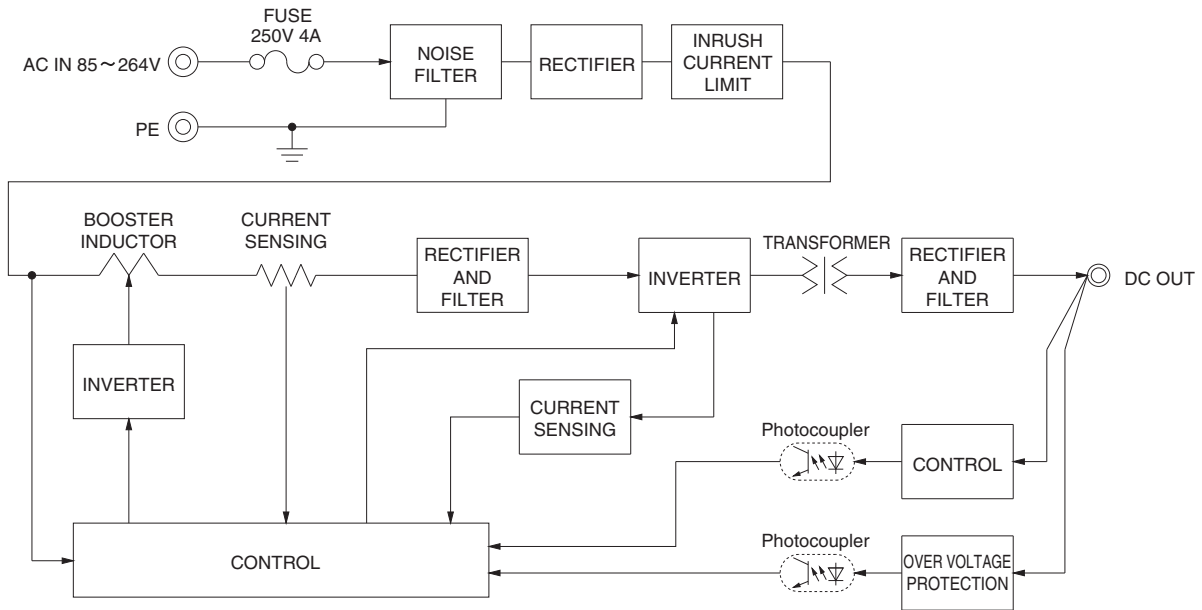 FUSE
250V 4A
AC IN 85～264V
NOISE
FILTER
RECTIFIER
INRUSH
CURRENT
LIMIT
PE
BOOSTER
INDUCTOR
CURRENT
SENSING
RECTIFIER
AND
FILTER
INVERTER
TRANSFORMER
RECTIFIER
AND
FILTER
DC OUT
INVERTER
CURRENT
SENSING
Photocoupler
CONTROL
CONTROL
Photocoupler
OVER VOLTAGE
PROTECTION